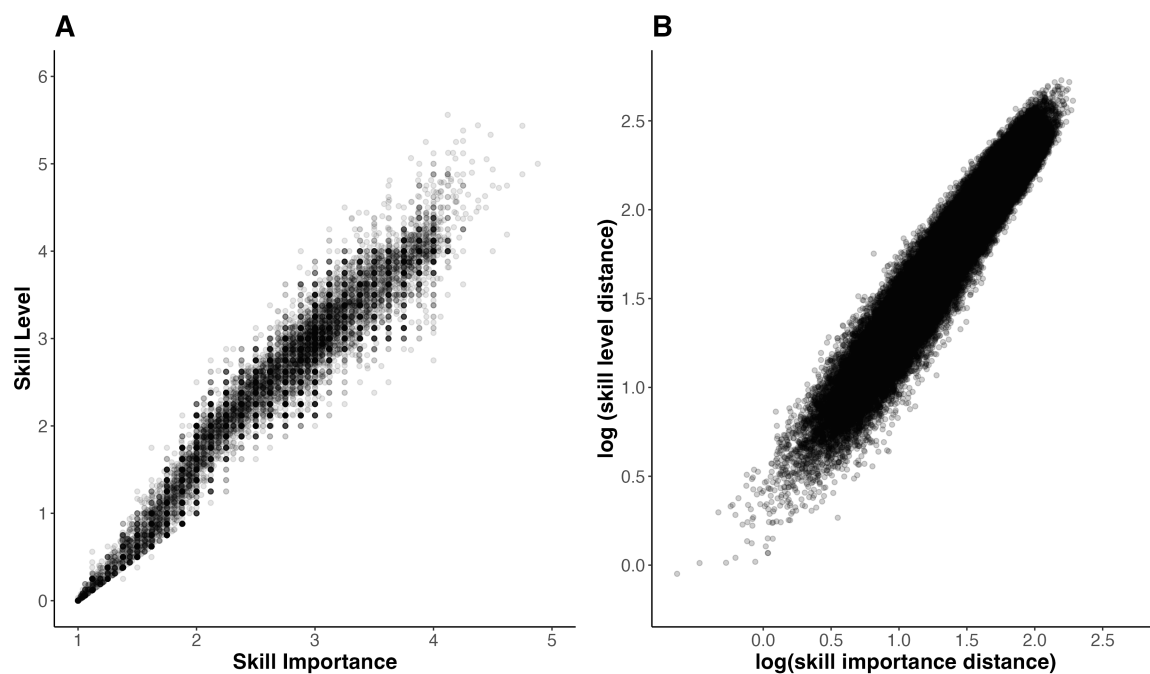 A
B
6
5
4
3
2
1
0
Skill Level
1 2 3 4 5
Skill Importance
2.5
2.0
1.5
1.0
0.5
0.0
log (skill level distance)
0.0 0.5 1.0 1.5 2.0 2.5
log(skill importance distance)